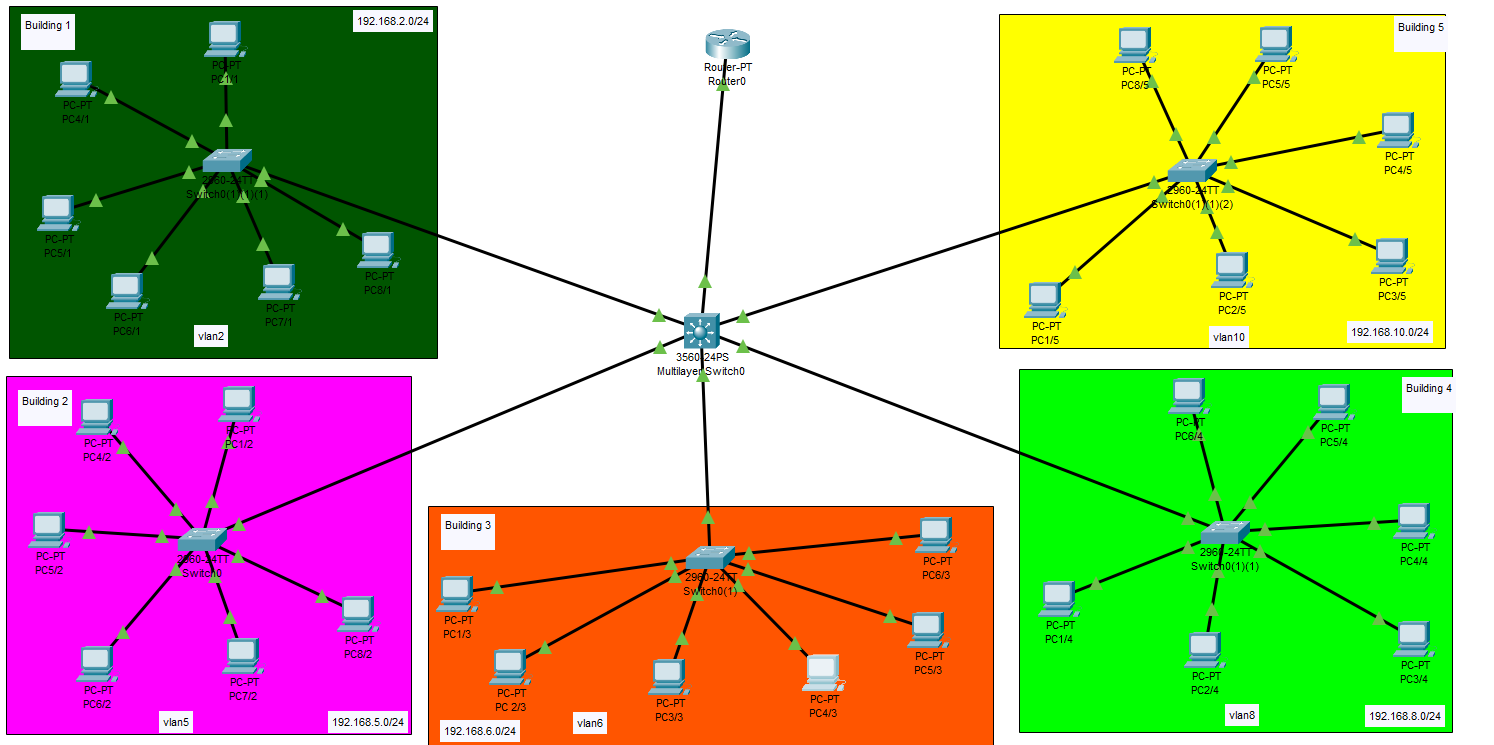 Building 1
192.168.2.0/24
PC-PT
PC1/1
PC-PT
PC4/1
2960-24TT
Switch0(1)(1)(1)
PC-PT
PC5/1
PC-PT
PC8/1
PC-PT
PC7/1
PC-PT
PC6/1
vlan2
Router-PT
Router0
3560-24PS
Multilayer Switch0
Building 5
PC-PT
PC8/5
PC-PT
PC5/5
PC-PT
PC4/5
2960-24TT
Switch0(1)(1)(2)
PC-PT
PC3/5
PC-PT
PC2/5
PC-PT
PC1/5
vlan10
192.168.10.0/24
Building 2
PC-PT
PC4/2
PC-PT
PC1/2
PC-PT
PC5/2
2960-24TT
Switch0
PC-PT
PC8/2
PC-PT
PC7/2
PC-PT
PC6/2
vlan5
192.168.5.0/24
Building 3
PC-PT
PC6/3
2960-24TT
Switch0(1)
PC-PT
PC1/3
PC-PT
PC5/3
PC-PT
PC 2/3
PC-PT
PC3/3
PC-PT
PC4/3
192.168.6.0/24
vlan6
Building 4
PC-PT
PC6/4
PC-PT
PC5/4
PC-PT
PC4/4
2960-24TT
Switch0(1)(1)
PC-PT
PC1/4
PC-PT
PC2/4
PC-PT
PC3/4
vlan8
192.168.8.0/24